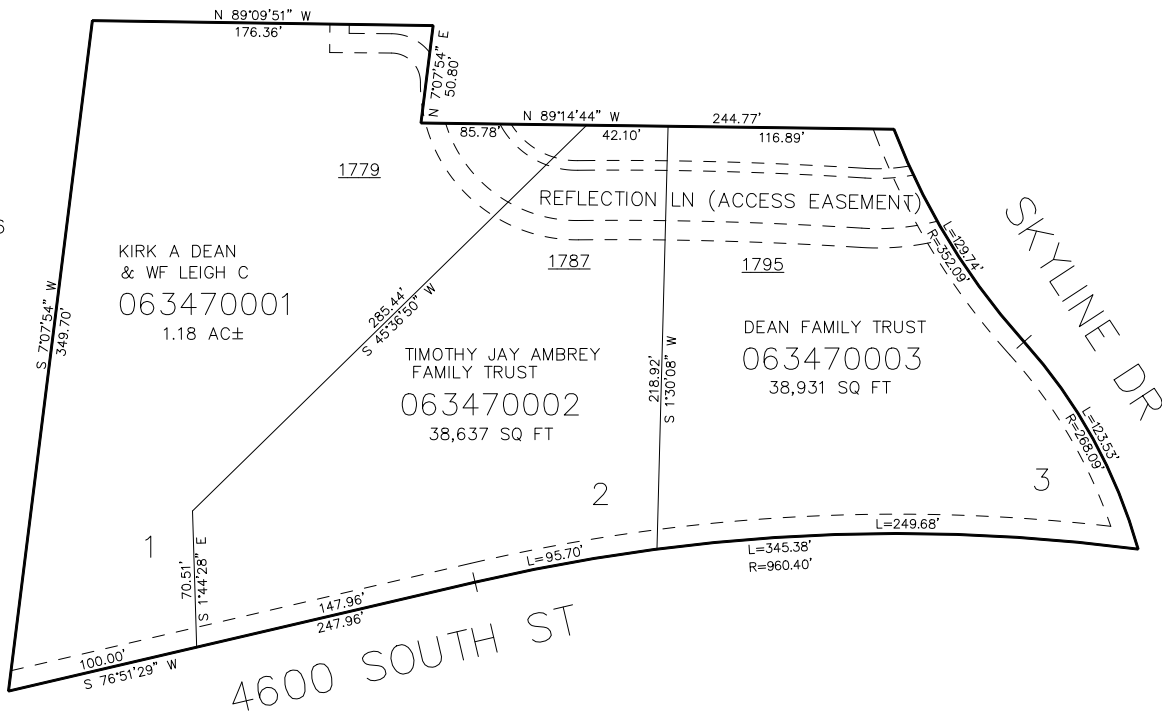 N 89°09'51" W
176.36'
N 7°07'54" E
50.80'
N 89°14'44" W
244.77'
85.78'
42.10'
116.89'
1779
REFLECTION LN (ACCESS EASEMENT)
SKYLINE DR
L=129.74'
R=352.09'
KIRK A DEAN
& WF LEIGH C
063470001
1.18 AC±
1787
1795
S 7°07'54" W
349.70'
285.44'
S 45°36'50" W
TIMOTHY JAY AMBREY
FAMILY TRUST
063470002
38,637 SQ FT
218.92'
S 1°30'08" W
DEAN FAMILY TRUST
063470003
38,931 SQ FT
L=123.53'
R=268.09'
1
2
3
70.51'
S 1°44'28" E
L=95.70'
L=249.68'
L=345.38'
R=960.40'
147.96'
247.96'
100.00'
S 76°51'29" W
4600 SOUTH ST